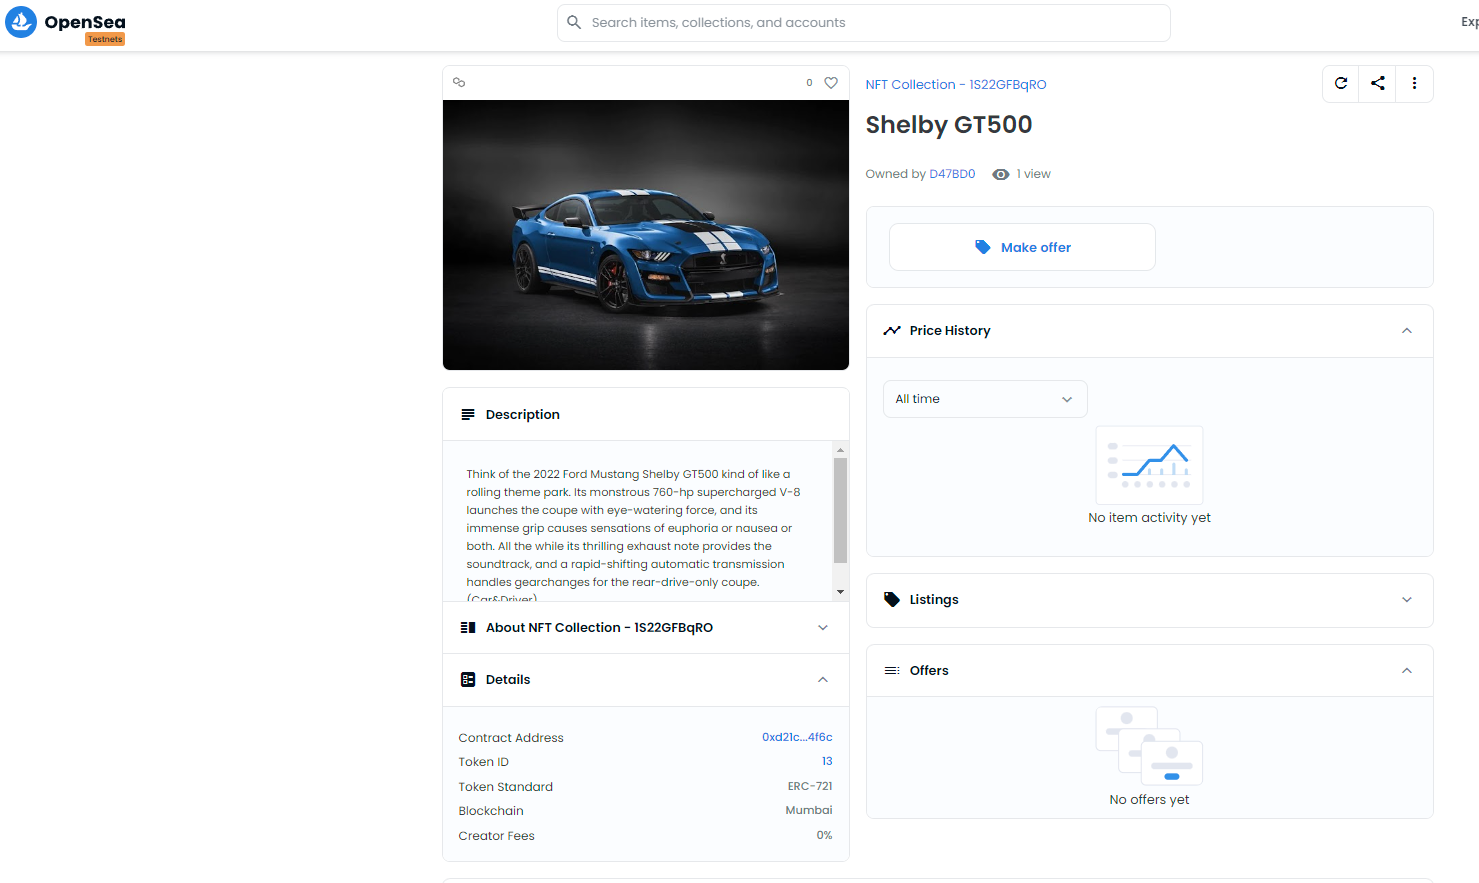 OpenSea
Testnets
Search items, collections, and accounts
Exp
0
NFT Collection - 1S22GFBqRO
Shelby GT500
Owned by D47BD0 1 view
Make offer
Price History
All time
No item activity yet
Listings
Offers
No offers yet
Description
Think of the 2022 Ford Mustang Shelby GT500 kind of like a
rolling theme park. Its monstrous 760-hp supercharged V-8
launches the coupe with eye-watering force, and its
immense grip causes sensations of euphoria or nausea or
both. All the while its thrilling exhaust note provides the
soundtrack, and a rapid-shifting automatic transmission
handles gearchanges for the rear-drive-only coupe.
(Car&Driver)
About NFT Collection - 1S22GFBqRO
Details
Contract Address 0xd21c...4f6c
Token ID 13
Token Standard ERC-721
Blockchain Mumbai
Creator Fees 0%